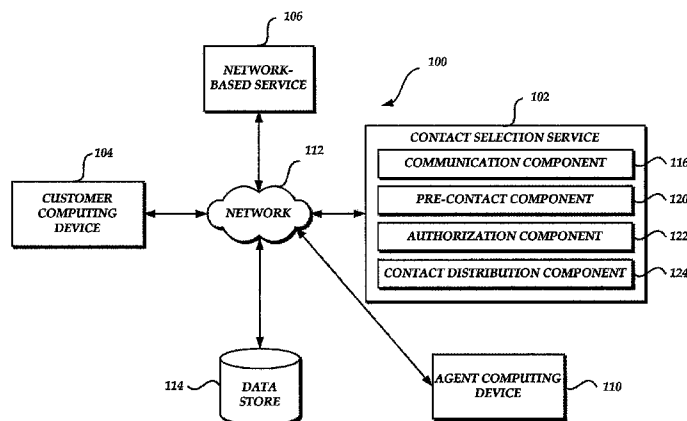 106
NETWORK-
BASED SERVICE
100
102
CONTACT SELECTION SERVICE
104
112
COMMUNICATION COMPONENT
116
CUSTOMER
COMPUTING
DEVICE
NETWORK
PRE-CONTACT COMPONENT
120
AUTHORIZATION COMPONENT
122
CONTACT DISTRIBUTION COMPONENT
124
114
DATA
STORE
AGENT COMPUTING
DEVICE
110